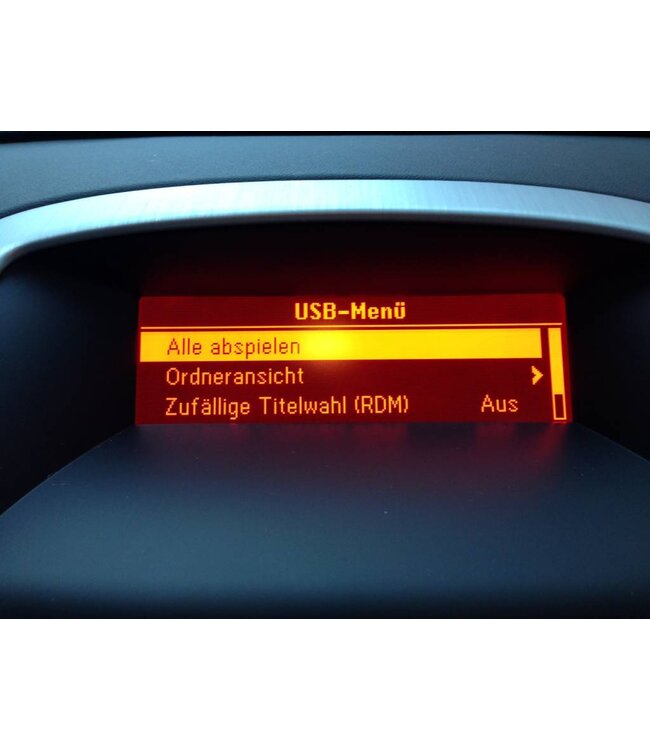 USB-Menü
Alle abspielen
Ordneransicht
Zufällige Titelwahl (RDM) Aus